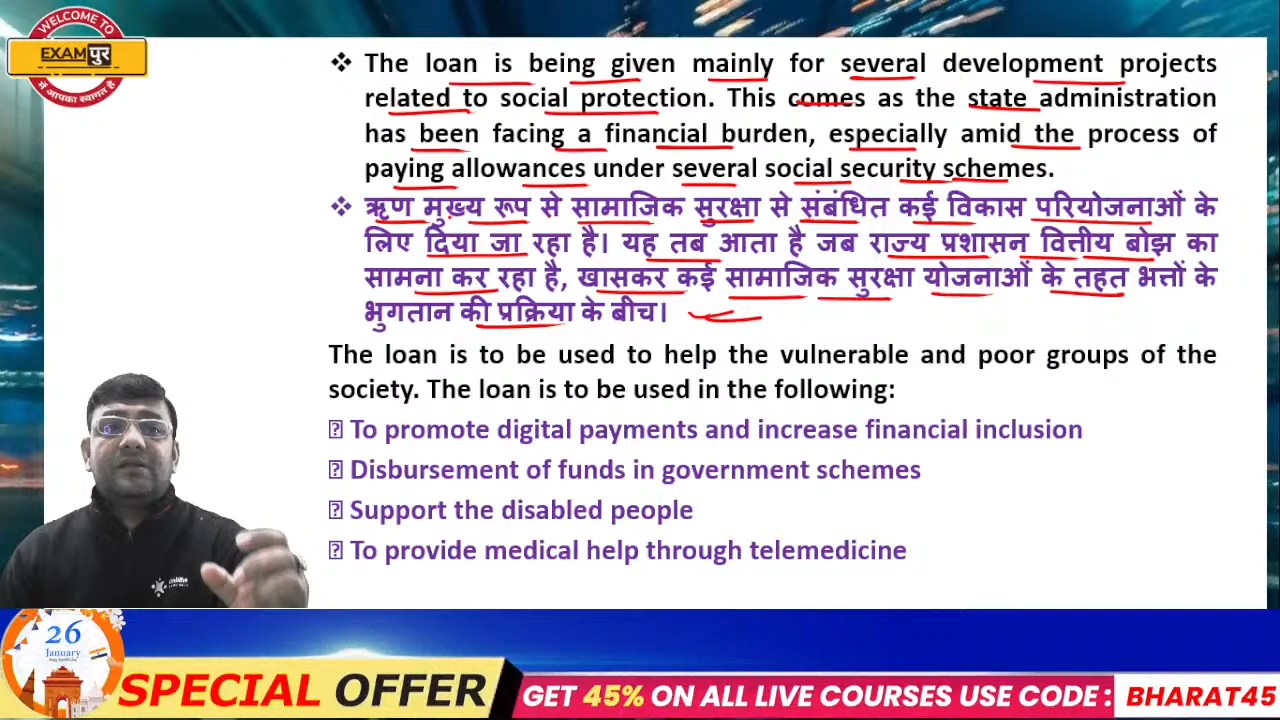 WELCOME TO
EXAMपुर
में आपका स्वागत है
❖ The loan is being given mainly for several development projects
related to social protection. This comes as the state administration
has been facing a financial burden, especially amid the process of
paying allowances under several social security schemes.
❖ ऋण मुख्य रूप से सामाजिक सुरक्षा से संबंधित कई विकास परियोजनाओं के
लिए दिया जा रहा है। यह तब आता है जब राज्य प्रशासन वित्तीय बोझ का
सामना कर रहा है, खासकर कई सामाजिक सुरक्षा योजनाओं के तहत भत्तों के
भुगतान की प्रक्रिया के बीच।
The loan is to be used to help the vulnerable and poor groups of the
society. The loan is to be used in the following:
To promote digital payments and increase financial inclusion
Disbursement of funds in government schemes
Support the disabled people
To provide medical help through telemedicine
26
January
SPECIAL OFFER
GET 45% ON ALL LIVE COURSES USE CODE : BHARAT45